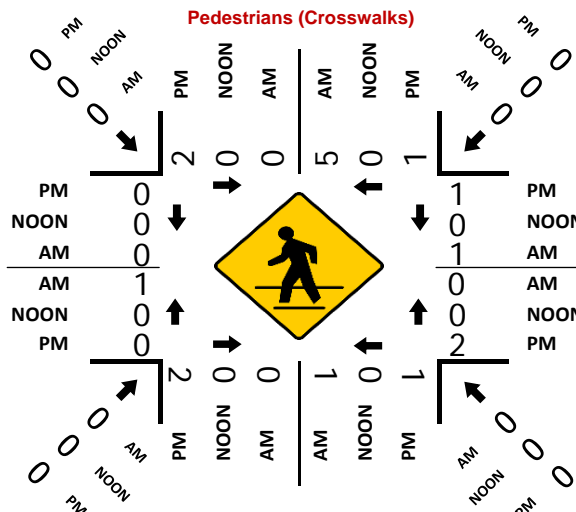 Pedestrians (Crosswalks)
0 PM
0 NOON
0 AM
PM NOON AM AM NOON PM
PM 0
NOON 0
AM 0
2 0 0 5 0 1
PM 0 1 PM
NOON 0 0 NOON
AM 0 1 AM
AM 1 0 AM
NOON 0 0 NOON
PM 0 2 PM
2 0 0 1 0 1
PM NOON AM AM NOON PM
0 AM
0 NOON
0 PM
AM 0
NOON 0
PM 0